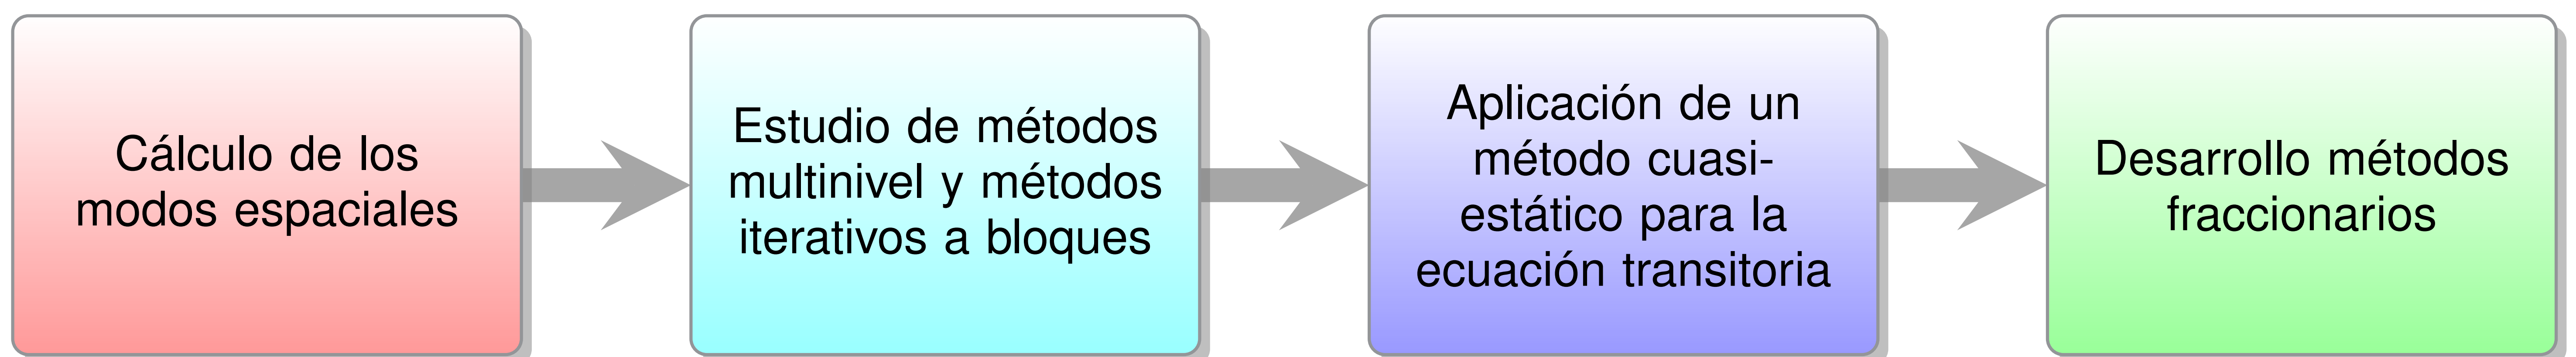 Cálculo de los
modos espaciales
Estudio de métodos
multinivel y métodos
iterativos a bloques
Aplicación de un
método cuasi-
estático para la
ecuación transitoria
Desarrollo métodos
fraccionarios